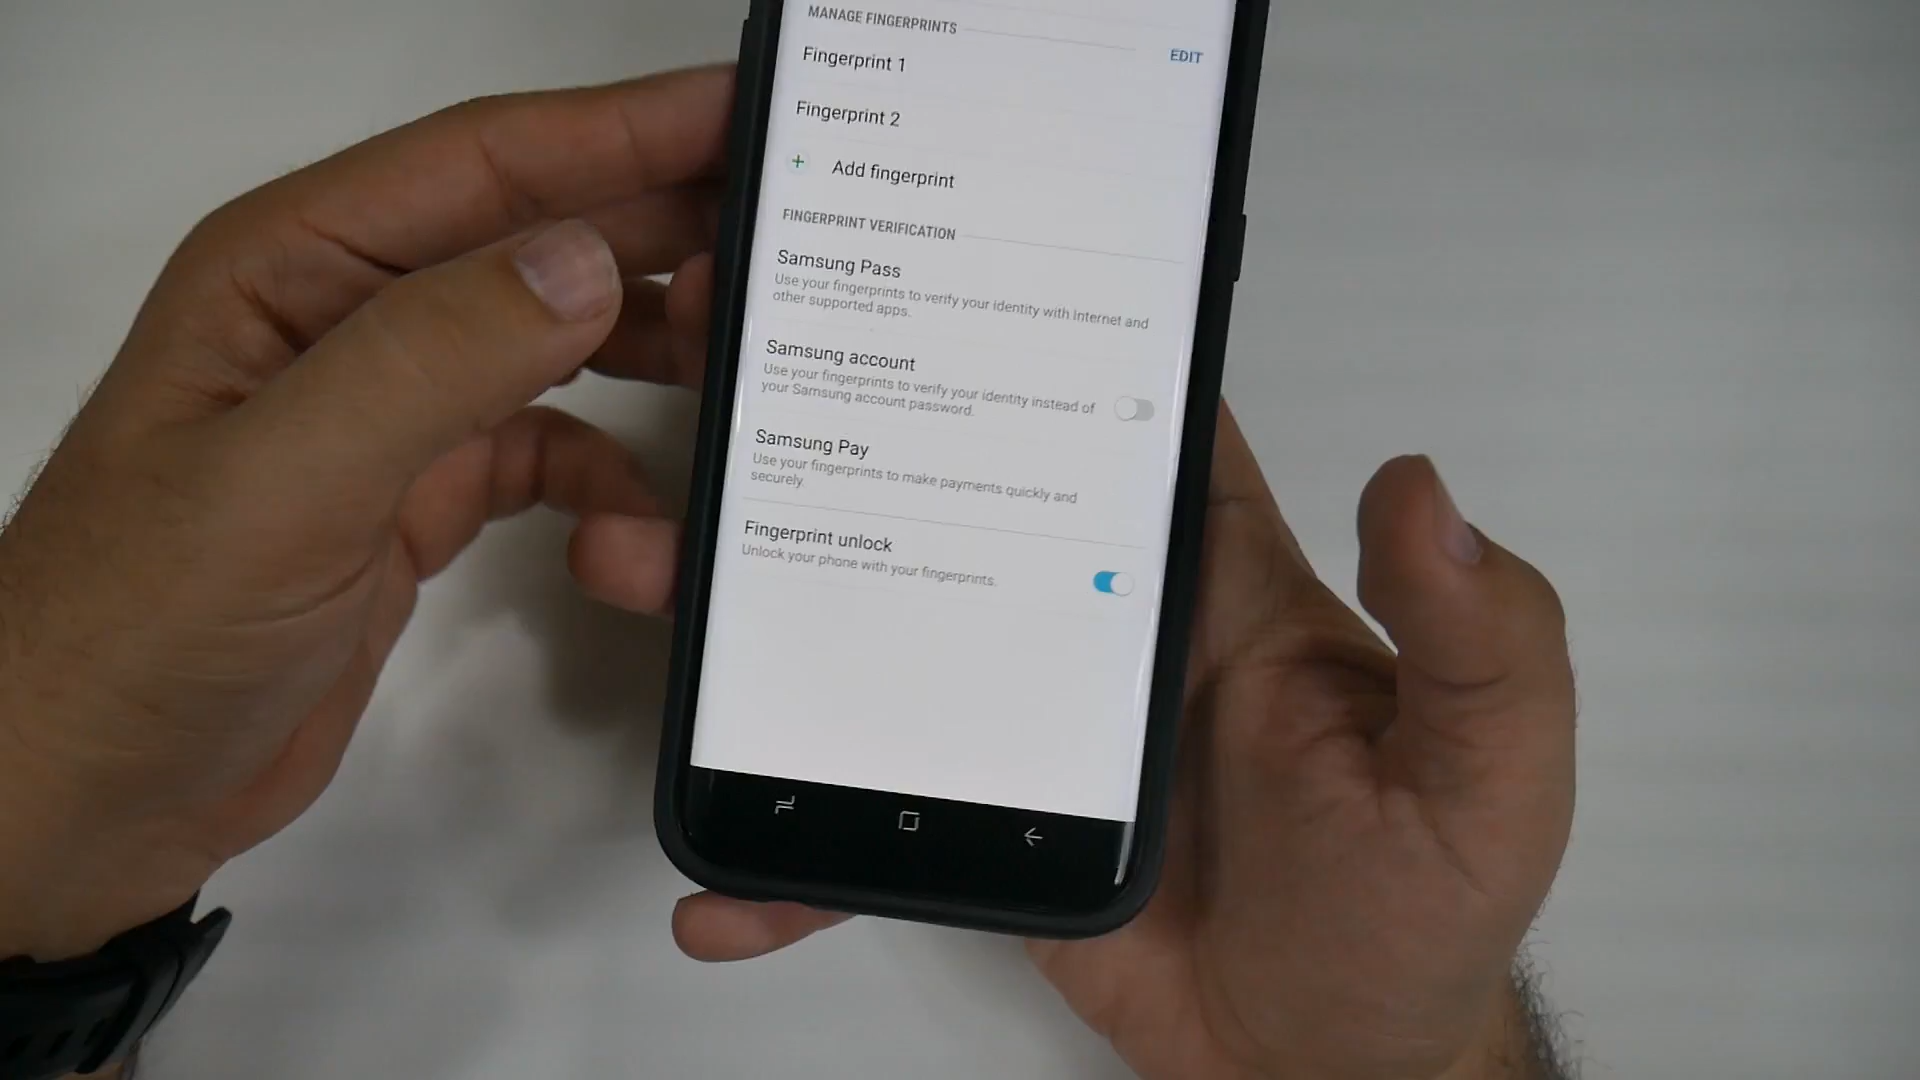 MANAGE FINGERPRINTS
EDIT
Fingerprint 1
Fingerprint 2
+ Add fingerprint
FINGERPRINT VERIFICATION
Samsung Pass
Use your fingerprints to verify your identity with Internet and
other supported apps.
Samsung account
Use your fingerprints to verify your identity instead of
your Samsung account password.
Samsung Pay
Use your fingerprints to make payments quickly and
securely.
Fingerprint unlock
Unlock your phone with your fingerprints.